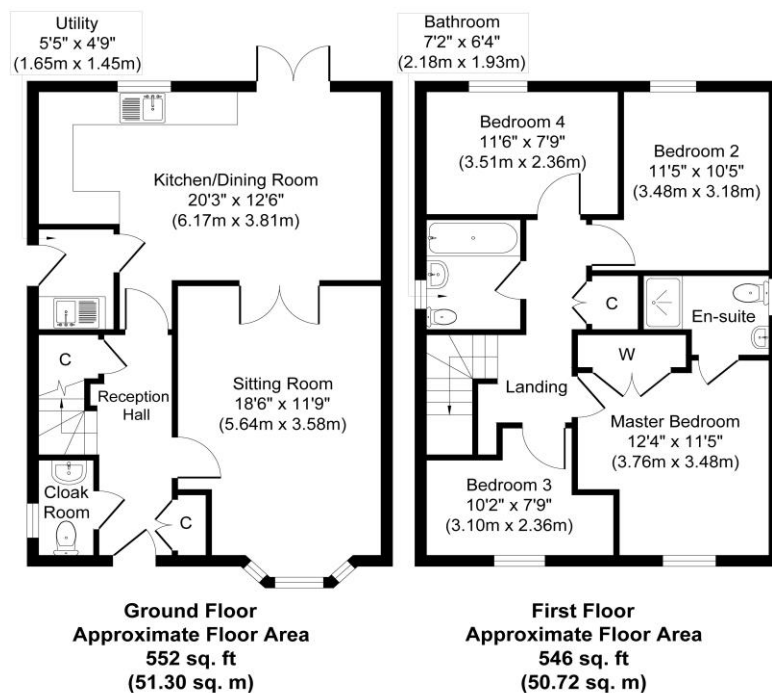 Utility
5'5" x 4'9"
(1.65m x 1.45m)
Kitchen/Dining Room
20'3" x 12'6"
(6.17m x 3.81m)
C
Reception
Hall
Sitting Room
18'6" x 11'9"
(5.64m x 3.58m)
Cloak
Room
C
Ground Floor
Approximate Floor Area
552 sq. ft
(51.30 sq. m)
Bathroom
7'2" x 6'4"
(2.18m x 1.93m)
Bedroom 4
11'6" x 7'9"
(3.51m x 2.36m)
Bedroom 2
11'5" x 10'5"
(3.48m x 3.18m)
C
En-suite
W
Landing
Master Bedroom
12'4" x 11'5"
(3.76m x 3.48m)
Bedroom 3
10'2" x 7'9"
(3.10m x 2.36m)
First Floor
Approximate Floor Area
546 sq. ft
(50.72 sq. m)